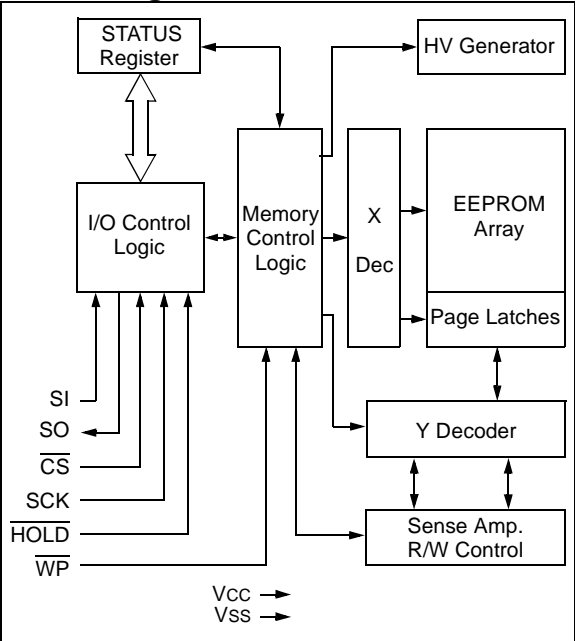 STATUS
Register
HV Generator
I/O Control
Logic
Memory
Control
Logic
X
Dec
EEPROM
Array
Page Latches
SI
SO
CS
SCK
HOLD
WP
Y Decoder
Sense Amp.
R/W Control
VCC
VSS